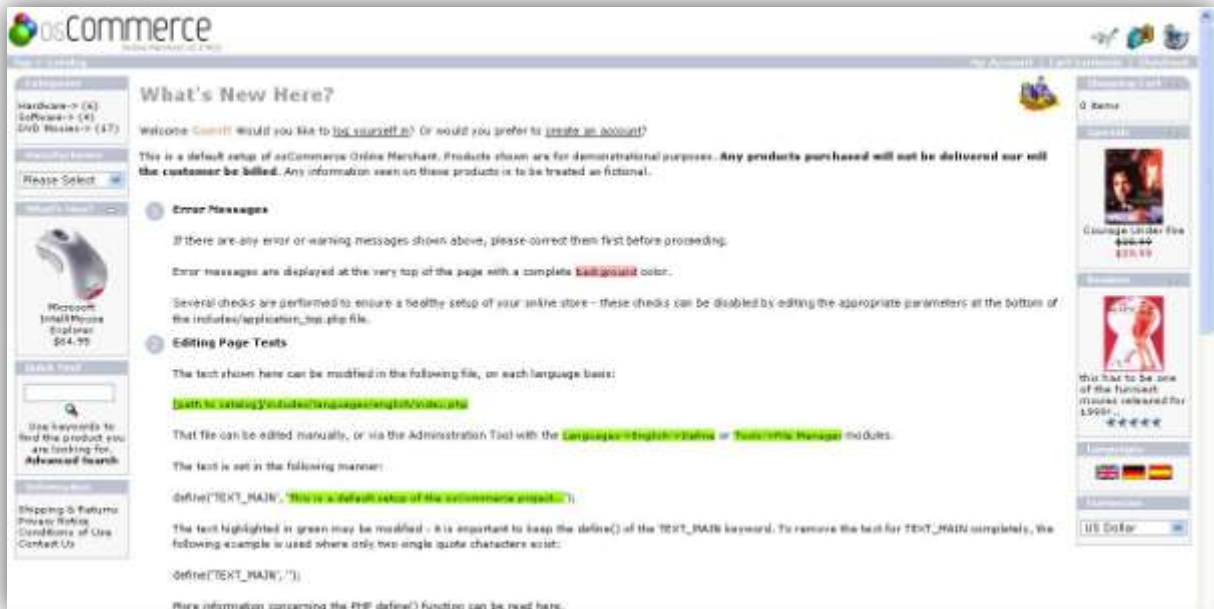 osCommerce
Top » Catalog
My Account | Cart Contents | Checkout
Categories
Hardware-> (6)
Software-> (4)
DVD Movies-> (17)
Manufacturers
Please Select
What's New?
Microsoft
IntelliMouse
Explorer
$64.95
Quick Find
Use keywords to
find the product you
are looking for.
Advanced Search
Information
Shipping & Returns
Privacy Notice
Conditions of Use
Contact Us
What's New Here?
Welcome Guest! Would you like to log yourself in? Or would you prefer to create an account?
This is a default setup of osCommerce Online Merchant. Products shown are for demonstrational purposes. Any products purchased will not be delivered nor will
the customer be billed. Any information seen on these products is to be treated as fictional.
1 Error Messages
If there are any error or warning messages shown above, please correct them first before proceeding.
Error messages are displayed at the very top of the page with a complete background color.
Several checks are performed to ensure a healthy setup of your online store - these checks can be disabled by editing the appropriate parameters at the bottom of
the includes/application_top.php file.
2 Editing Page Texts
The text shown here can be modified in the following file, on each language basis:
[path to catalog]/includes/languages/english/index.php
That file can be edited manually, or via the Administration Tool with the Languages->English->Define or Tools->File Manager modules.
The text is set in the following manner:
define('TEXT_MAIN', 'This is a default setup of the osCommerce project...');
The text highlighted in green may be modified - it is important to keep the define() of the TEXT_MAIN keyword. To remove the text for TEXT_MAIN completely, the
following example is used where only two single quote characters exist:
define('TEXT_MAIN', '');
More information concerning the PHP define() function can be read here.
Shopping Cart
0 items
Specials
Courage Under Fire
Reviews
this has to be one
of the funniest
movies released for
1999!..
Languages
Currencies
US Dollar